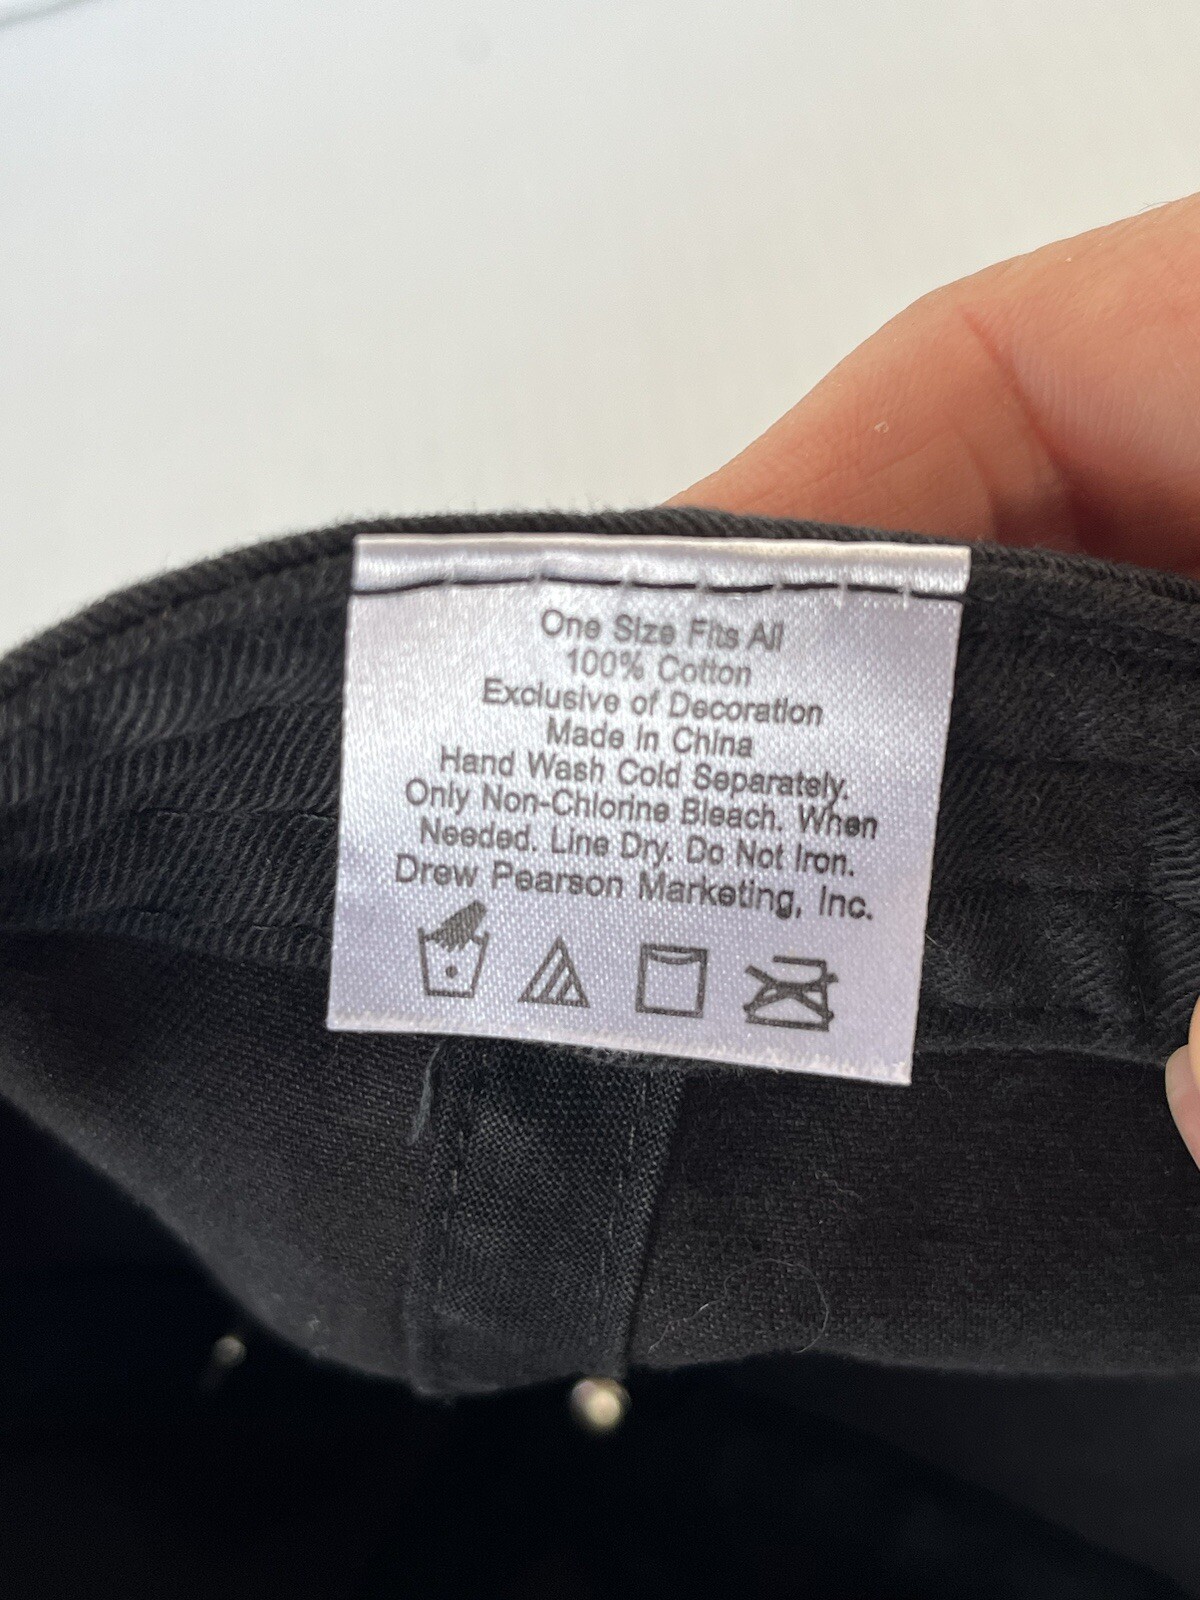 One Size Fits All
100% Cotton
Exclusive of Decoration
Made in China
Hand Wash Cold Separately.
Only Non-Chlorine Bleach. When
Needed. Line Dry. Do Not Iron.
Drew Pearson Marketing, Inc.